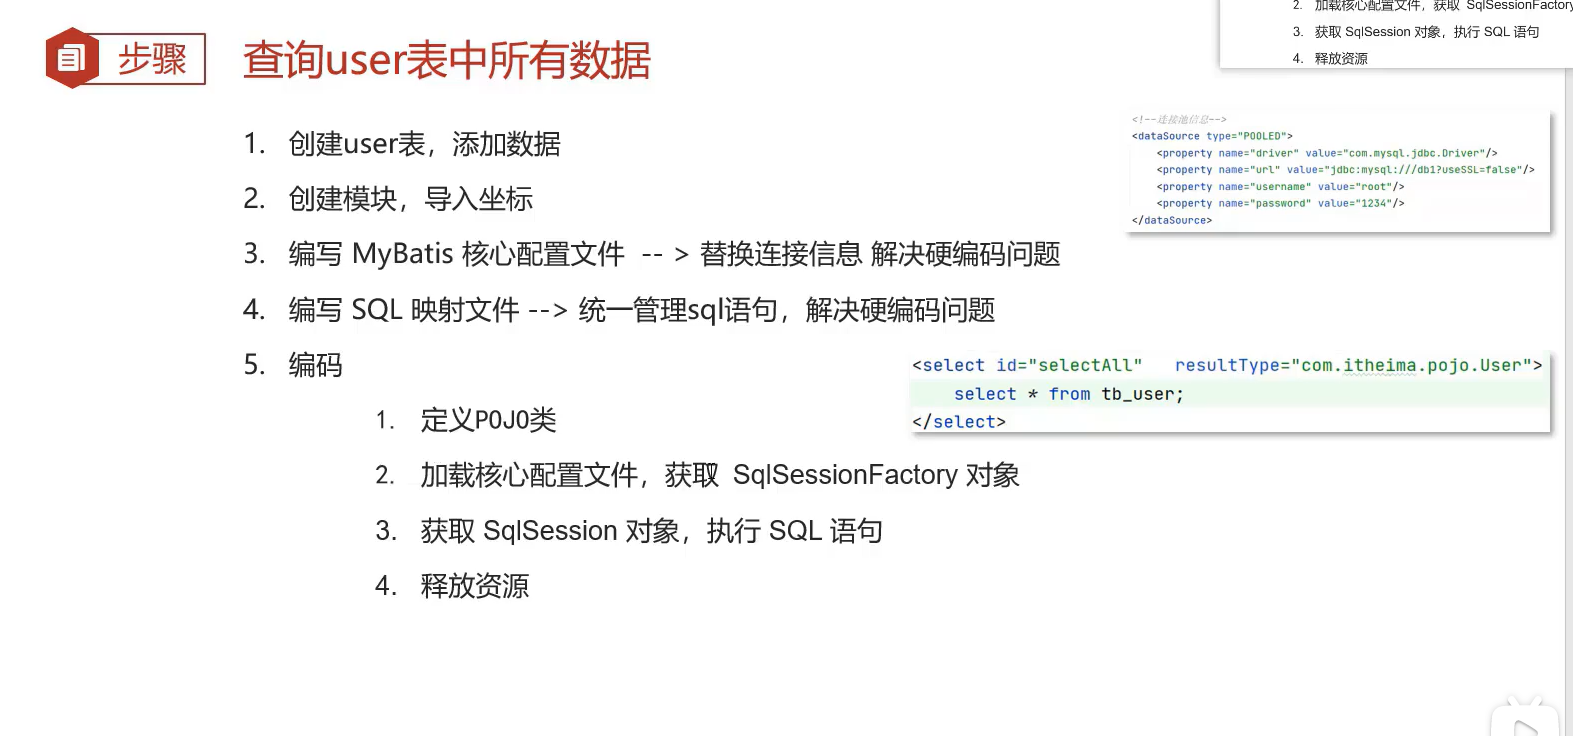 2. 加载核心配置文件，获取 SqlSessionFactory
3. 获取 SqlSession 对象，执行 SQL 语句
4. 释放资源
步骤
查询user表中所有数据
1. 创建user表，添加数据
2. 创建模块，导入坐标
3. 编写 MyBatis 核心配置文件 -- > 替换连接信息 解决硬编码问题
4. 编写 SQL 映射文件 --> 统一管理sql语句，解决硬编码问题
5. 编码
1. 定义POJO类
2. 加载核心配置文件，获取 SqlSessionFactory 对象
3. 获取 SqlSession 对象，执行 SQL 语句
4. 释放资源
<!--连接池信息-->
<dataSource type="POOLED">
<property name="driver" value="com.mysql.jdbc.Driver"/>
<property name="url" value="jdbc:mysql:///db1?useSSL=false"/>
<property name="username" value="root"/>
<property name="password" value="1234"/>
</dataSource>
<select id="selectAll" resultType="com.itheima.pojo.User">
select * from tb_user;
</select>